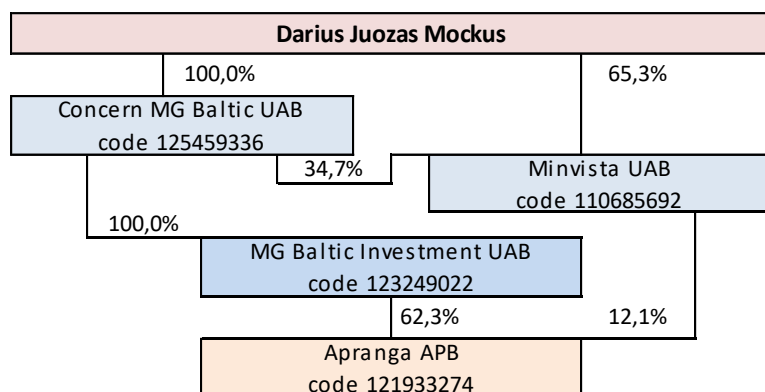 Darius Juozas Mockus
100,0%
65,3%
Concern MG Baltic UAB
code 125459336
34,7%
Minvista UAB
code 110685692
100,0%
MG Baltic Investment UAB
code 123249022
62,3%
12,1%
Apranga APB
code 121933274